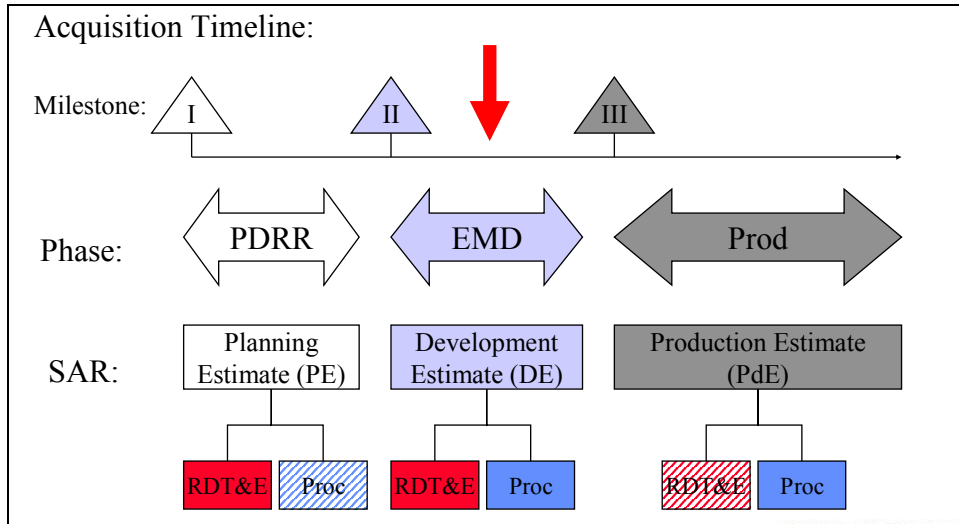 Acquisition Timeline:
Milestone:
I
II
III
Phase:
PDRR
EMD
Prod
SAR:
Planning
Estimate (PE)
Development
Estimate (DE)
Production Estimate
(PdE)
RDT&E
Proc
RDT&E
Proc
RDT&E
Proc